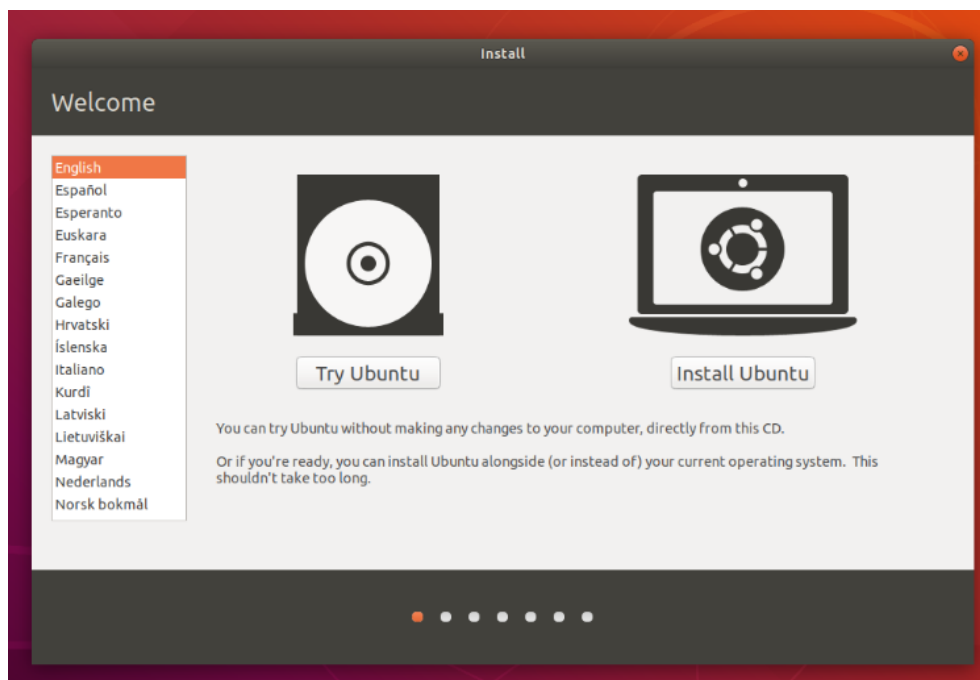 Install
Welcome
English
Español
Esperanto
Euskara
Français
Gaeilge
Galego
Hrvatski
Íslenska
Italiano
Kurdî
Latviski
Lietuviškai
Magyar
Nederlands
Norsk bokmål
Try Ubuntu
Install Ubuntu
You can try Ubuntu without making any changes to your computer, directly from this CD.
Or if you're ready, you can install Ubuntu alongside (or instead of) your current operating system. This
shouldn't take too long.